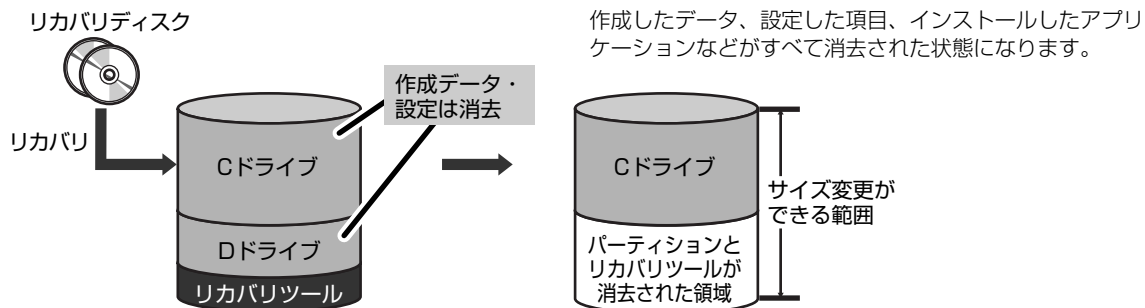 リカバリディスク
リカバリ
作成データ・
設定は消去
Cドライブ
Dドライブ
リカバリツール
作成したデータ、設定した項目、インストールしたアプリ
ケーションなどがすべて消去された状態になります。
Cドライブ
パーティションと
リカバリツールが
消去された領域
サイズ変更が
できる範囲